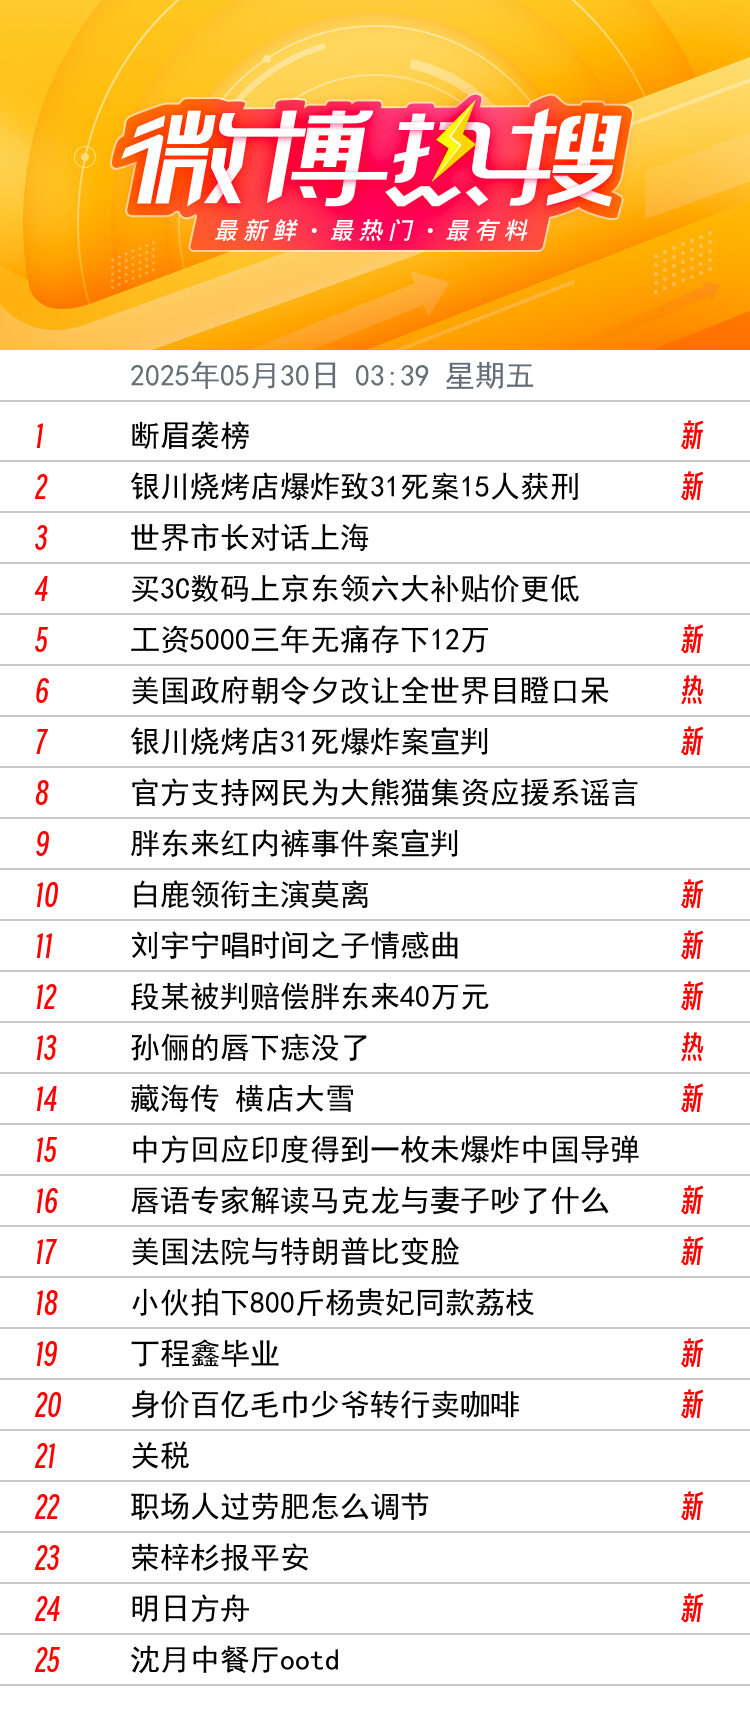 微博热搜
最新鲜·最热门·最有料
2025年05月30日 03:39 星期五
1 断眉袭榜 新
2 银川烧烤店爆炸致31死案15人获刑 新
3 世界市长对话上海
4 买3C数码上京东领六大补贴价更低
5 工资5000三年无痛存下12万 新
6 美国政府朝令夕改让全世界目瞪口呆 热
7 银川烧烤店31死爆炸案宣判 新
8 官方支持网民为大熊猫集资应援系谣言
9 胖东来红内裤事件案宣判
10 白鹿领衔主演莫离 新
11 刘宇宁唱时间之子情感曲 新
12 段某被判赔偿胖东来40万元 新
13 孙俪的唇下痣没了 热
14 藏海传 横店大雪 新
15 中方回应印度得到一枚未爆炸中国导弹
16 唇语专家解读马克龙与妻子吵了什么 新
17 美国法院与特朗普比变脸 新
18 小伙拍下800斤杨贵妃同款荔枝
19 丁程鑫毕业 新
20 身价百亿毛巾少爷转行卖咖啡 新
21 关税
22 职场人过劳肥怎么调节 新
23 荣梓杉报平安
24 明日方舟 新
25 沈月中餐厅ootd